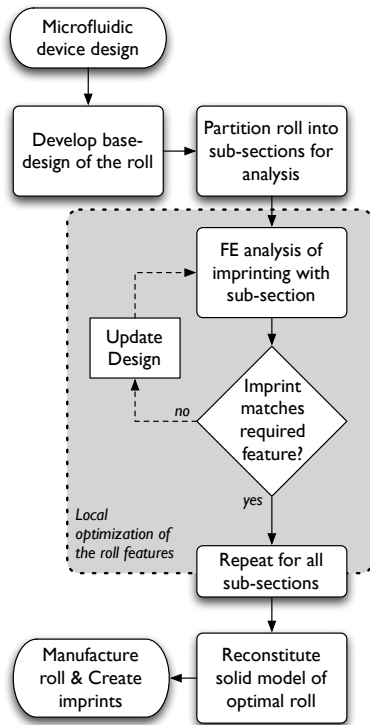 Microfluidic
device design
Develop base-
design of the roll
Partition roll into
sub-sections for
analysis
FE analysis of
imprinting with
sub-section
Update
Design
Imprint
matches
required
feature?
no
yes
Local
optimization of
the roll features
Repeat for all
sub-sections
Reconstitute
solid model of
optimal roll
Manufacture
roll & Create
imprints